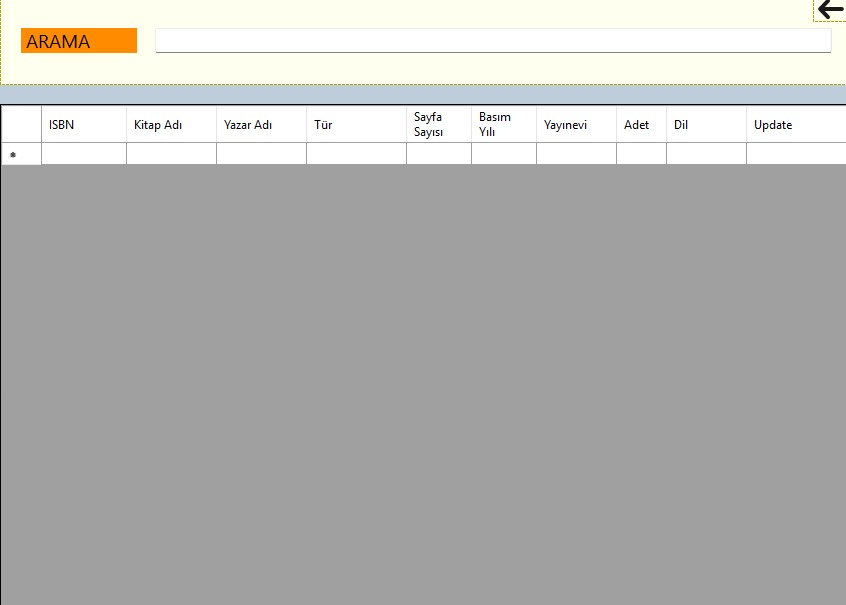 ARAMA
ISBN
Kitap Adı
Yazar Adı
Tür
Sayfa
Sayısı
Basım
Yılı
Yayınevi
Adet
Dil
Update